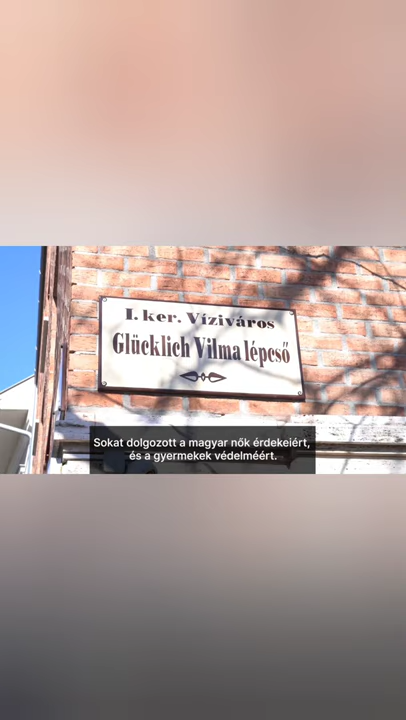 I. ker. Víziváros
Glücklich Vilma lépcső
Sokat dolgozott a magyar nők érdekeiért,
és a gyermekek védelméért.